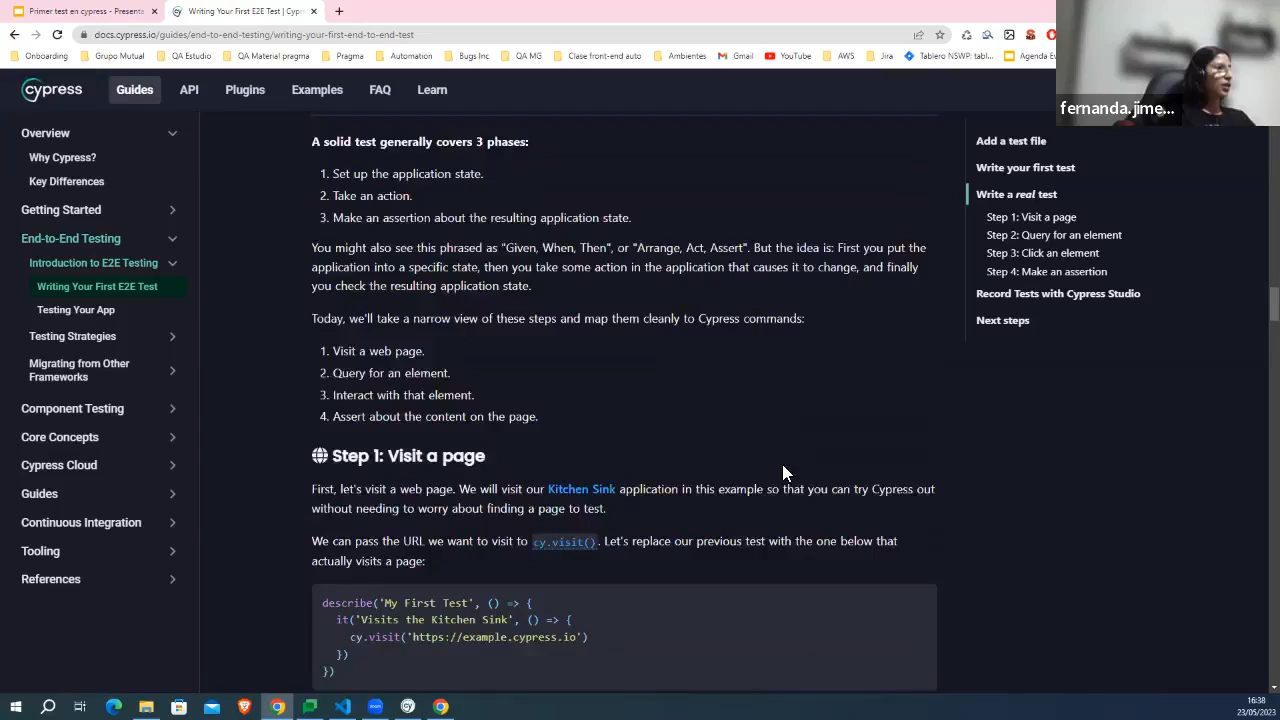 Primer test en cypress - Presenta
Writing Your First E2E Test | Cypr
docs.cypress.io/guides/end-to-end-testing/writing-your-first-end-to-end-test
Onboarding
Grupo Mutual
QA Estudio
QA Material pragma
Pragma
Automation
Bugs Inc
QA MG
Clase front-end auto
Ambientes
Gmail
YouTube
AWS
Jira
Tablero NSWP: tabl...
Agenda Ev
fernanda.jime...
cypress
Guides
API
Plugins
Examples
FAQ
Learn
Overview
Why Cypress?
Key Differences
Getting Started
End-to-End Testing
Introduction to E2E Testing
Writing Your First E2E Test
Testing Your App
Testing Strategies
Migrating from Other
Frameworks
Component Testing
Core Concepts
Cypress Cloud
Guides
Continuous Integration
Tooling
References
A solid test generally covers 3 phases:
1. Set up the application state.
2. Take an action.
3. Make an assertion about the resulting application state.
You might also see this phrased as "Given, When, Then", or "Arrange, Act, Assert". But the idea is: First you put the
application into a specific state, then you take some action in the application that causes it to change, and finally
you check the resulting application state.
Today, we'll take a narrow view of these steps and map them cleanly to Cypress commands:
1. Visit a web page.
2. Query for an element.
3. Interact with that element.
4. Assert about the content on the page.
Step 1: Visit a page
First, let's visit a web page. We will visit our Kitchen Sink application in this example so that you can try Cypress out
without needing to worry about finding a page to test.
We can pass the URL we want to visit to cy.visit(). Let's replace our previous test with the one below that
actually visits a page:
describe('My First Test', () => {
it('Visits the Kitchen Sink', () => {
cy.visit('https://example.cypress.io')
})
})
Add a test file
Write your first test
Write a real test
Step 1: Visit a page
Step 2: Query for an element
Step 3: Click an element
Step 4: Make an assertion
Record Tests with Cypress Studio
Next steps
16:38
23/05/2023